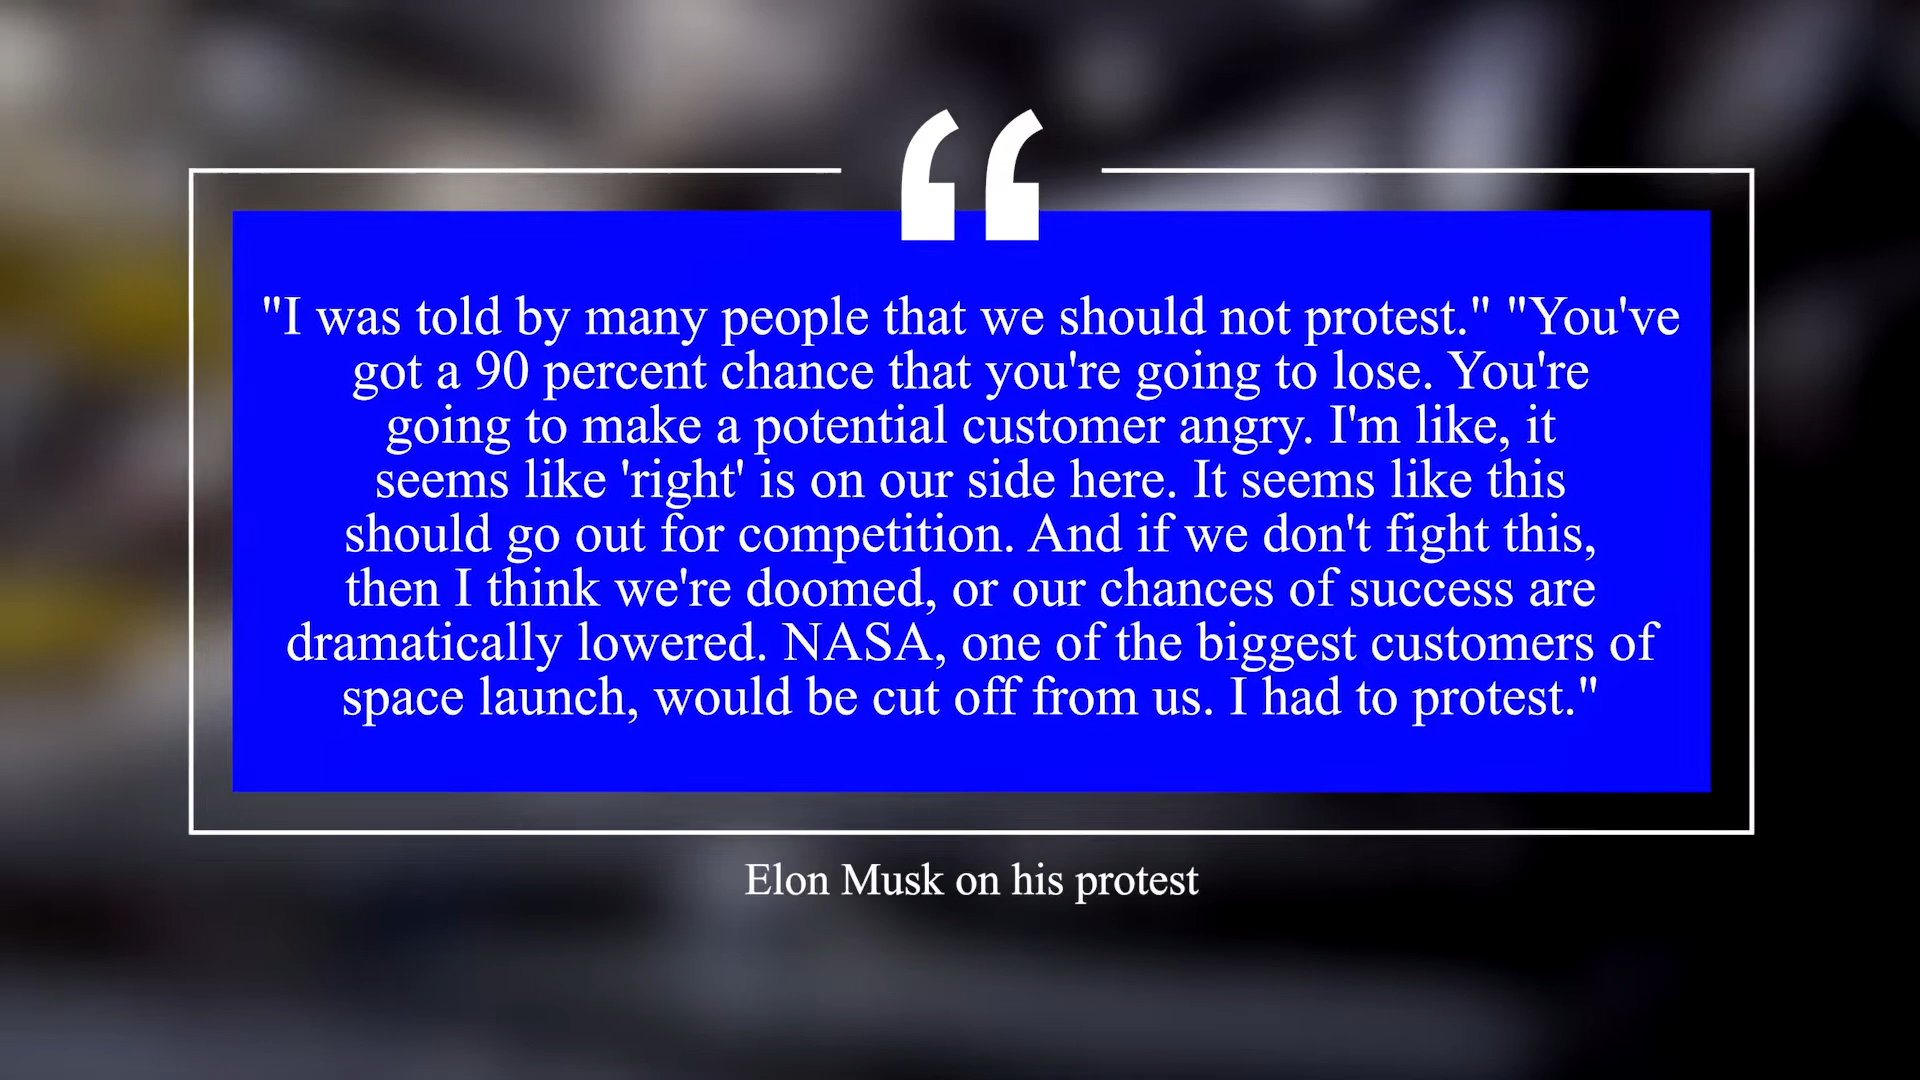 “
"I was told by many people that we should not protest." "You've
got a 90 percent chance that you're going to lose. You're
going to make a potential customer angry. I'm like, it
seems like 'right' is on our side here. It seems like this
should go out for competition. And if we don't fight this,
then I think we're doomed, or our chances of success are
dramatically lowered. NASA, one of the biggest customers of
space launch, would be cut off from us. I had to protest."
Elon Musk on his protest